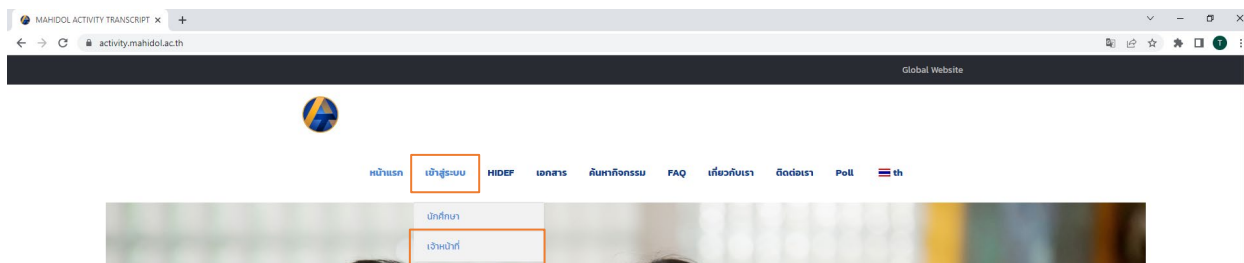 MAHIDOL ACTIVITY TRANSCRIPT
activity.mahidol.ac.th
T
Global Website
หน้าแรก เข้าสู่ระบบ HIDEF เอกสาร ค้นหากิจกรรม FAQ เกี่ยวกับเรา ติดต่อเรา Poll th
นักศึกษา
เจ้าหน้าที่